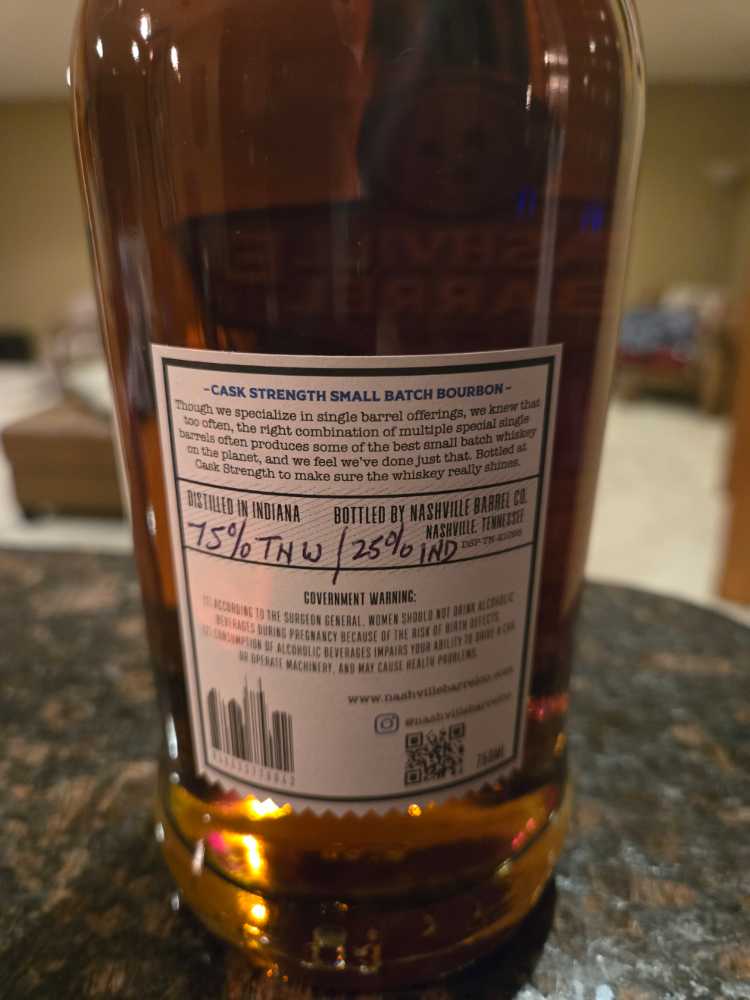 -CASK STRENGTH SMALL BATCH BOURBON-
Though we specialize in single barrel offerings, we knew that
too often, the right combination of multiple special single
barrels often produces some of the best small batch whiskey
on the planet, and we feel we've done just that. Bottled at
Cask Strength to make sure the whiskey really shines.
DISTILLED IN INDIANA
BOTTLED BY NASHVILLE BARREL CO.
NASHVILLE, TENNESSEE
75% TNW / 25% IND
GOVERNMENT WARNING:
(1) ACCORDING TO THE SURGEON GENERAL, WOMEN SHOULD NOT DRINK ALCOHOLIC
BEVERAGES DURING PREGNANCY BECAUSE OF THE RISK OF BIRTH DEFECTS.
(2) CONSUMPTION OF ALCOHOLIC BEVERAGES IMPAIRS YOUR ABILITY TO DRIVE A CAR
OR OPERATE MACHINERY, AND MAY CAUSE HEALTH PROBLEMS.
www.nashvillebarrelco.com
@nashvillebarrelco
750ML